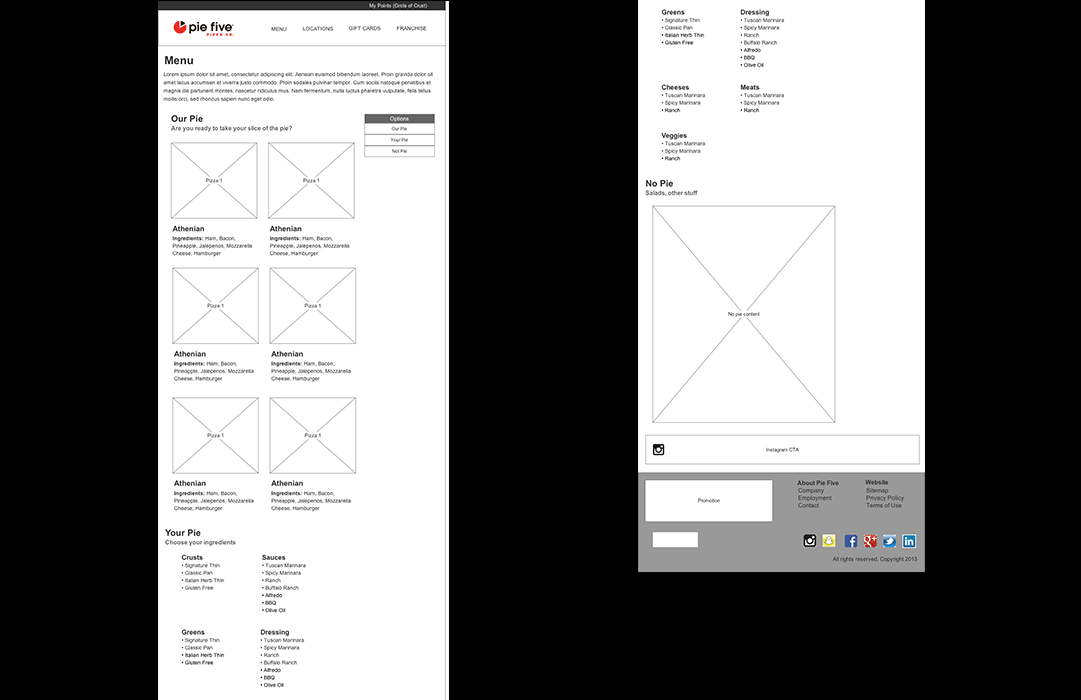 My Points (Circle of Crust)
pie five
PIZZA CO.
MENU
LOCATIONS
GIFT CARDS
FRANCHISE
Menu
Lorem ipsum dolor sit amet, consectetur adipiscing elit. Aenean euismod bibendum laoreet. Proin gravida dolor sit
amet lacus accumsan et viverra justo commodo. Proin sodales pulvinar tempor. Cum sociis natoque penatibus et
magnis dis parturient montes, nascetur ridiculus mus. Nam fermentum, nulla luctus pharetra vulputate, felis tellus
mollis orci, sed rhoncus sapien nunc eget odio.
Our Pie
Are you ready to take your slice of the pie?
Options
Our Pie
Your Pie
Not Pie
Pizza 1
Pizza 1
Athenian
Ingredients: Ham, Bacon,
Pineapple, Jalepenos, Mozzarella
Cheese, Hamburger
Athenian
Ingredients: Ham, Bacon,
Pineapple, Jalepenos, Mozzarella
Cheese, Hamburger
Pizza 1
Pizza 1
Athenian
Ingredients: Ham, Bacon,
Pineapple, Jalepenos, Mozzarella
Cheese, Hamburger
Athenian
Ingredients: Ham, Bacon,
Pineapple, Jalepenos, Mozzarella
Cheese, Hamburger
Pizza 1
Pizza 1
Athenian
Ingredients: Ham, Bacon,
Pineapple, Jalepenos, Mozzarella
Cheese, Hamburger
Athenian
Ingredients: Ham, Bacon,
Pineapple, Jalepenos, Mozzarella
Cheese, Hamburger
Your Pie
Choose your ingredients
Crusts
• Signature Thin
• Classic Pan
• Italian Herb Thin
• Gluten Free
Sauces
• Tuscan Marinara
• Spicy Marinara
• Ranch
• Buffalo Ranch
• Alfredo
• BBQ
• Olive Oil
Greens
• Signature Thin
• Classic Pan
• Italian Herb Thin
• Gluten Free
Dressing
• Tuscan Marinara
• Spicy Marinara
• Ranch
• Buffalo Ranch
• Alfredo
• BBQ
• Olive Oil
Greens
• Signature Thin
• Classic Pan
• Italian Herb Thin
• Gluten Free
Dressing
• Tuscan Marinara
• Spicy Marinara
• Ranch
• Buffalo Ranch
• Alfredo
• BBQ
• Olive Oil
Cheeses
• Tuscan Marinara
• Spicy Marinara
• Ranch
Meats
• Tuscan Marinara
• Spicy Marinara
• Ranch
Veggies
• Tuscan Marinara
• Spicy Marinara
• Ranch
No Pie
Salads, other stuff
No pie content
Instagram CTA
Promotion
About Pie Five
Company
Employment
Contact
Website
Sitemap
Privacy Policy
Terms of Use
All rights reserved, Copyright 2013